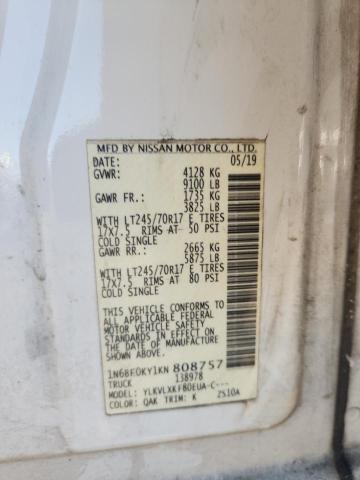 MFD BY NISSAN MOTOR CO., LTD.
DATE: 05/19
GVWR: 4128 KG
9100 LB
GAWR FR.: 1735 KG
3825 LB
WITH LT245/70R17 E TIRES
17X7.5 RIMS AT 50 PSI
COLD SINGLE
GAWR RR.: 2665 KG
5875 LB
WITH LT245/70R17 E TIRES
17X7.5 RIMS AT 80 PSI
COLD SINGLE
THIS VEHICLE CONFORMS TO
ALL APPLICABLE FEDERAL
MOTOR VEHICLE SAFETY
STANDARDS IN EFFECT ON THE
DATE OF MANUFACTURE
SHOWN ABOVE.
1N6BF0KY1KN 808757
TRUCK 138978
YLKVLXKF80EUA-C---
COLOR: QAK TRIM: K 2510A